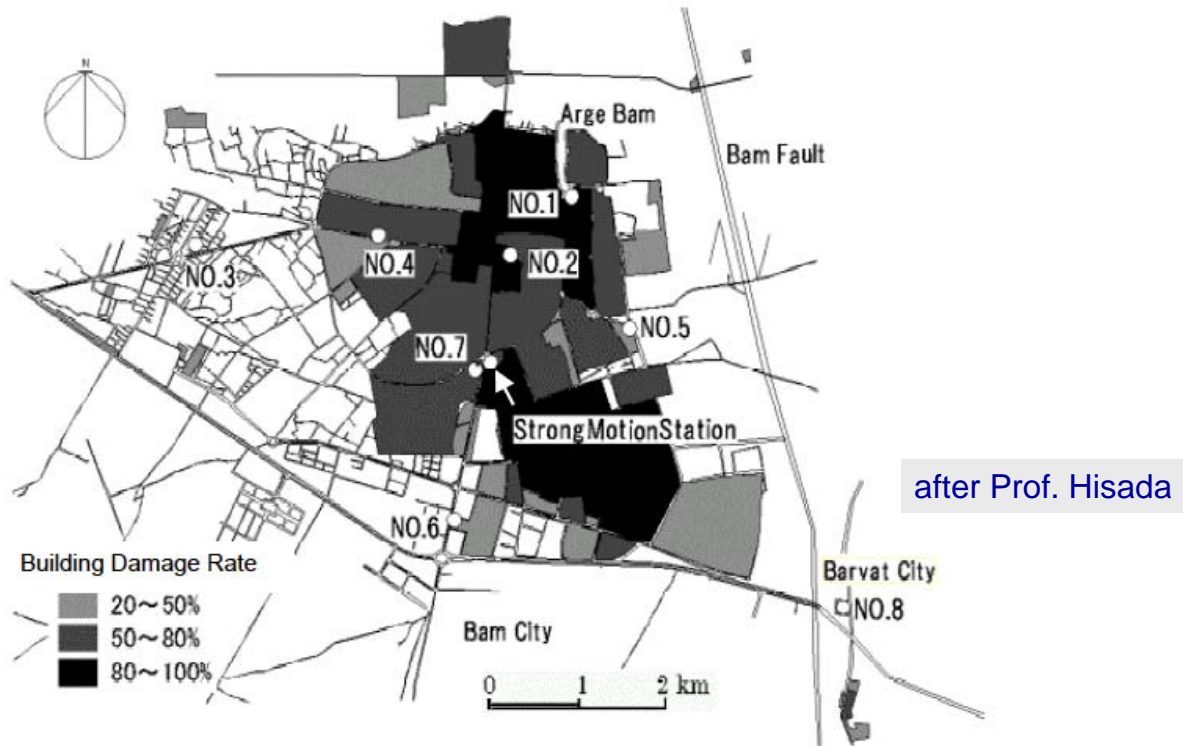 N
Arge Bam
Bam Fault
NO.1
NO.2
NO.3
NO.4
NO.5
NO.7
StrongMotionStation
after Prof. Hisada
NO.6
Building Damage Rate
20～50%
50～80%
80～100%
Barvat City
NO.8
Bam City
0 1 2 km